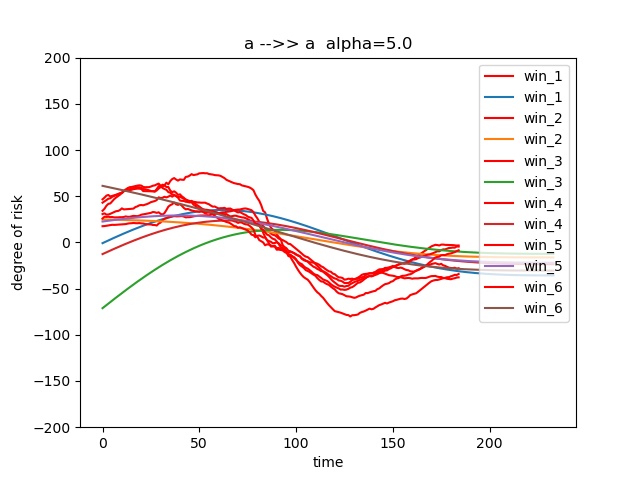 a -->> a  alpha=5.0
200
150
100
50
0
−50
−100
−150
−200
degree of risk
0
50
100
150
200
time
win_1
win_1
win_2
win_2
win_3
win_3
win_4
win_4
win_5
win_5
win_6
win_6